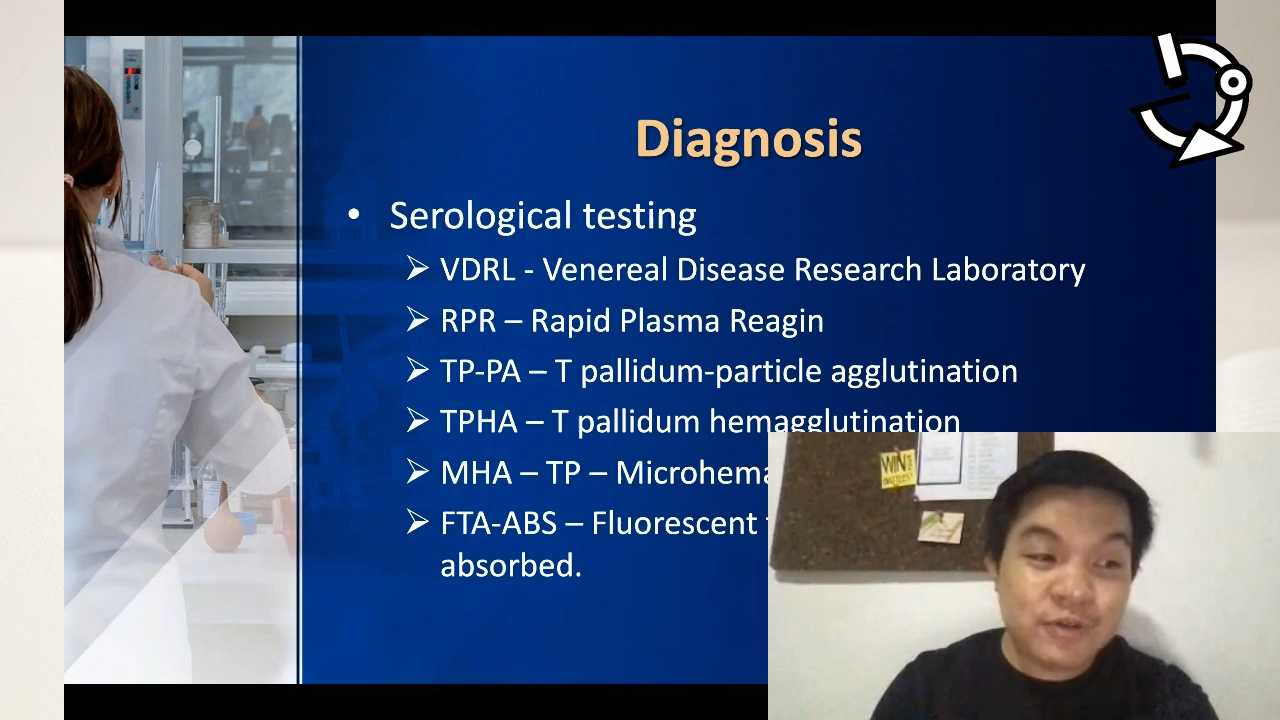 Diagnosis
• Serological testing
➢ VDRL - Venereal Disease Research Laboratory
➢ RPR – Rapid Plasma Reagin
➢ TP-PA – T pallidum-particle agglutination
➢ TPHA – T pallidum hemagglutination
➢ MHA – TP –
➢ FTA-ABS – Fluorescent
absorbed.
WIN